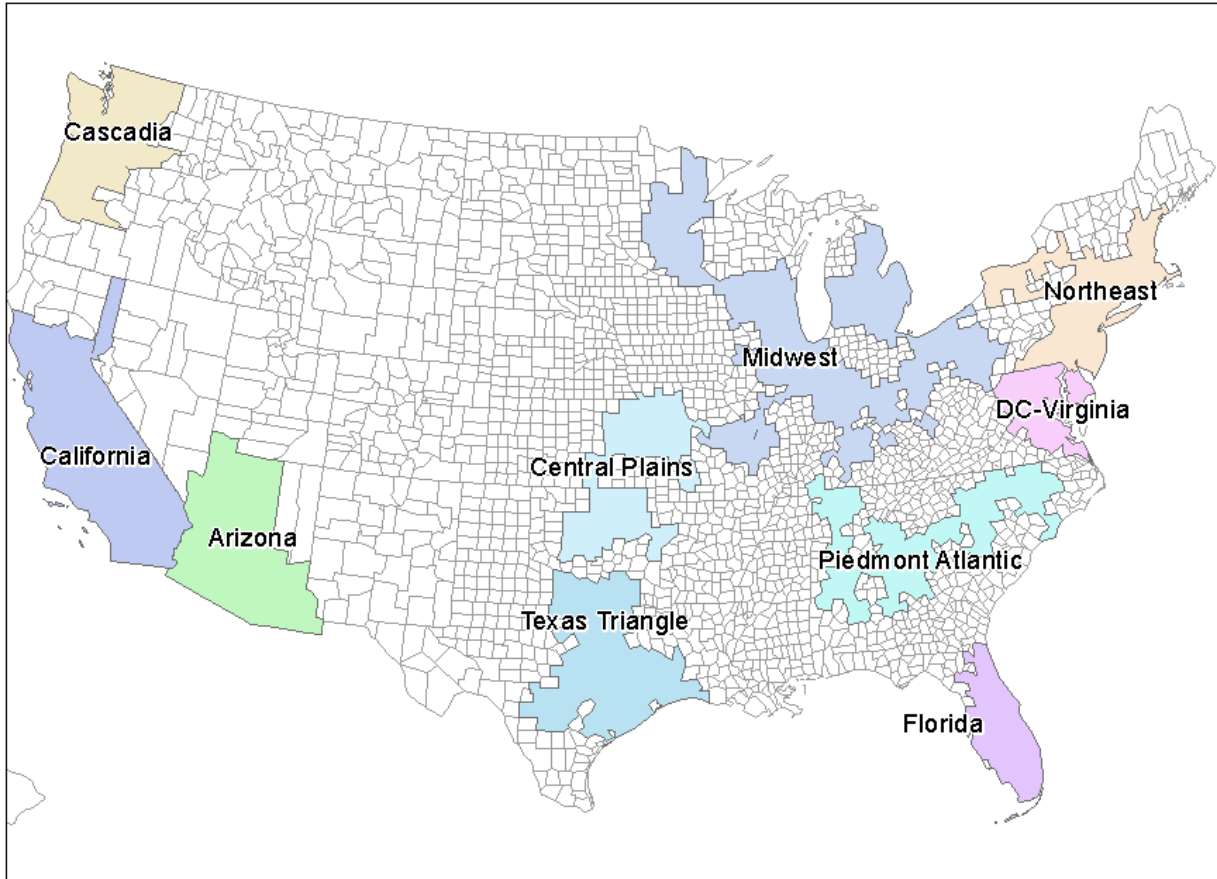 Cascadia
Northeast
Midwest
DC-Virginia
California
Central Plains
Arizona
Piedmont Atlantic
Texas Triangle
Florida